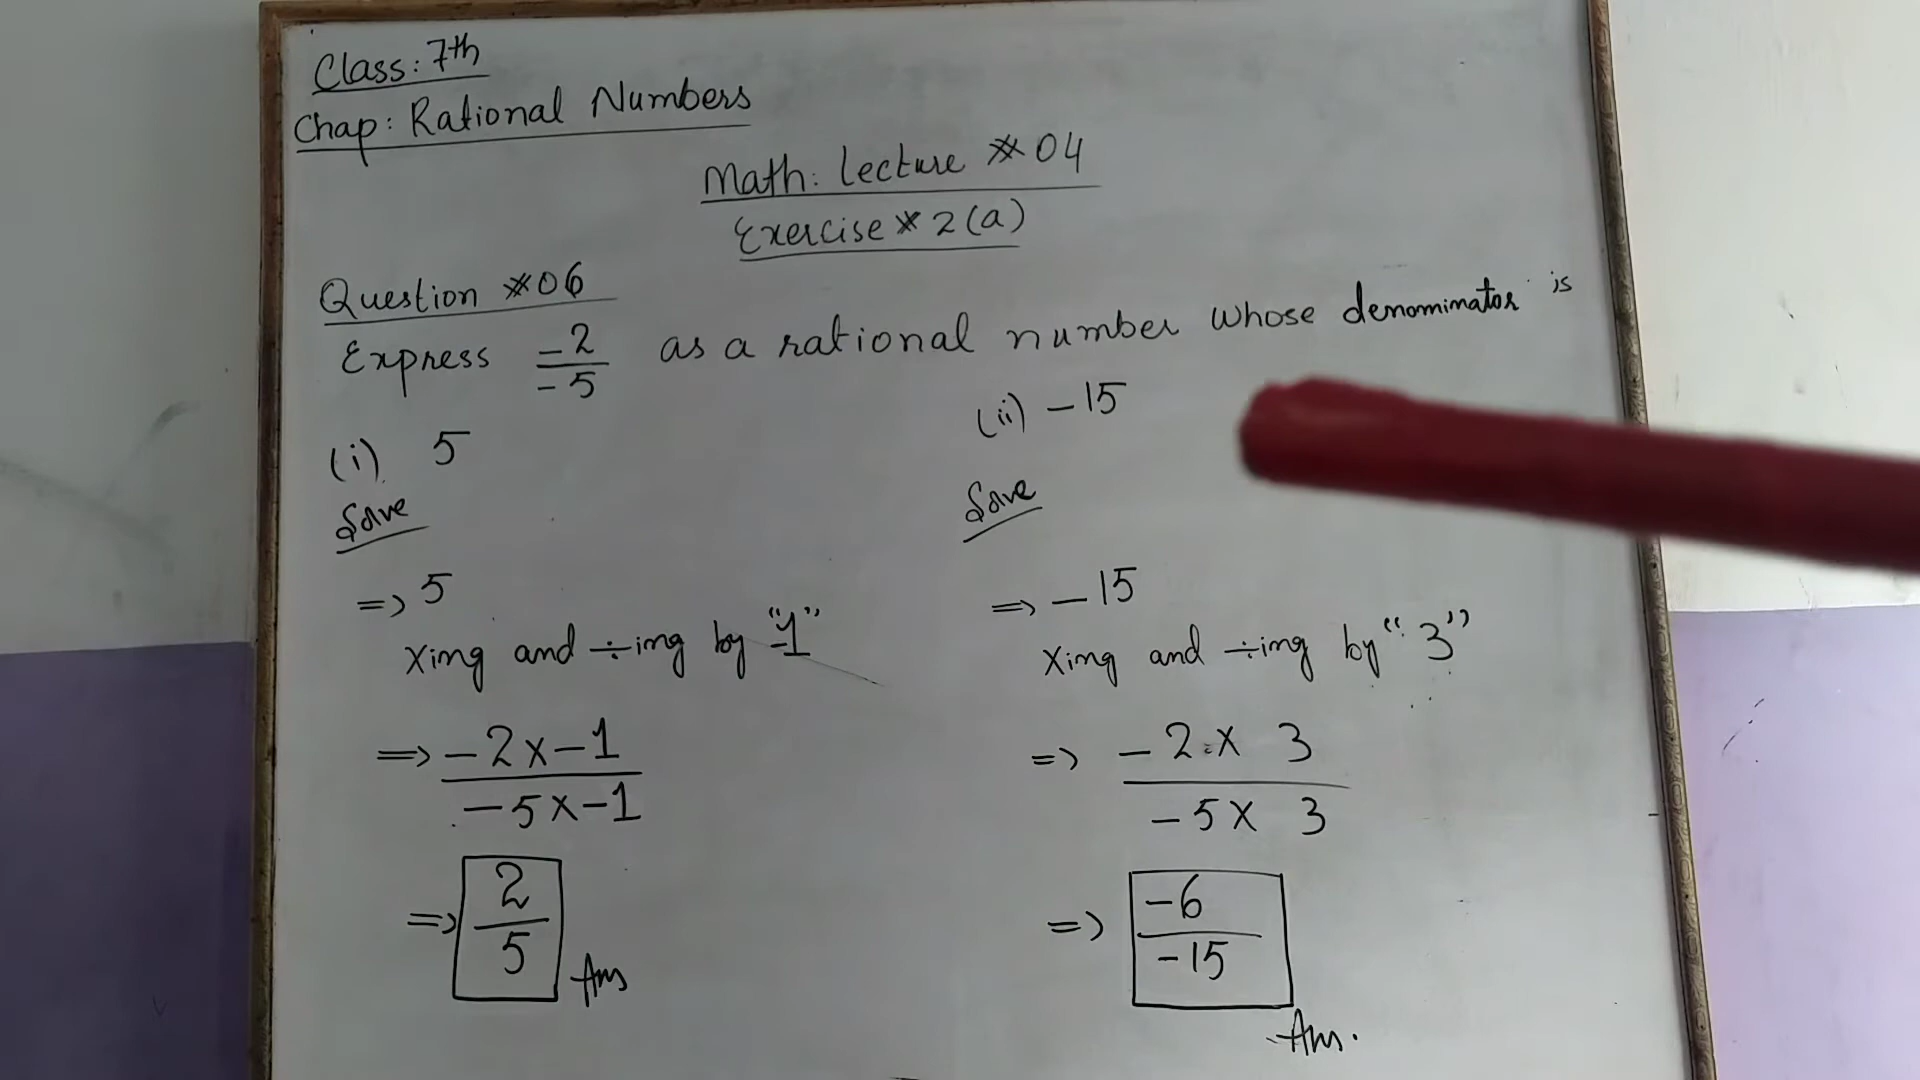 Class: 7th
Chap: Rational Numbers
Math: Lecture # 04
Exercise # 2(a)
Question # 06
Express -2/-5 as a rational number whose denominator is
(i) 5
(ii) -15
Solve
=> 5
Xing and ÷ing by "-1"
=> -2x-1
-5x-1
=> 2/5 Ans
Solve
=> -15
Xing and ÷ing by "3"
=> -2 x 3
-5 x 3
=> -6/-15
Ans.